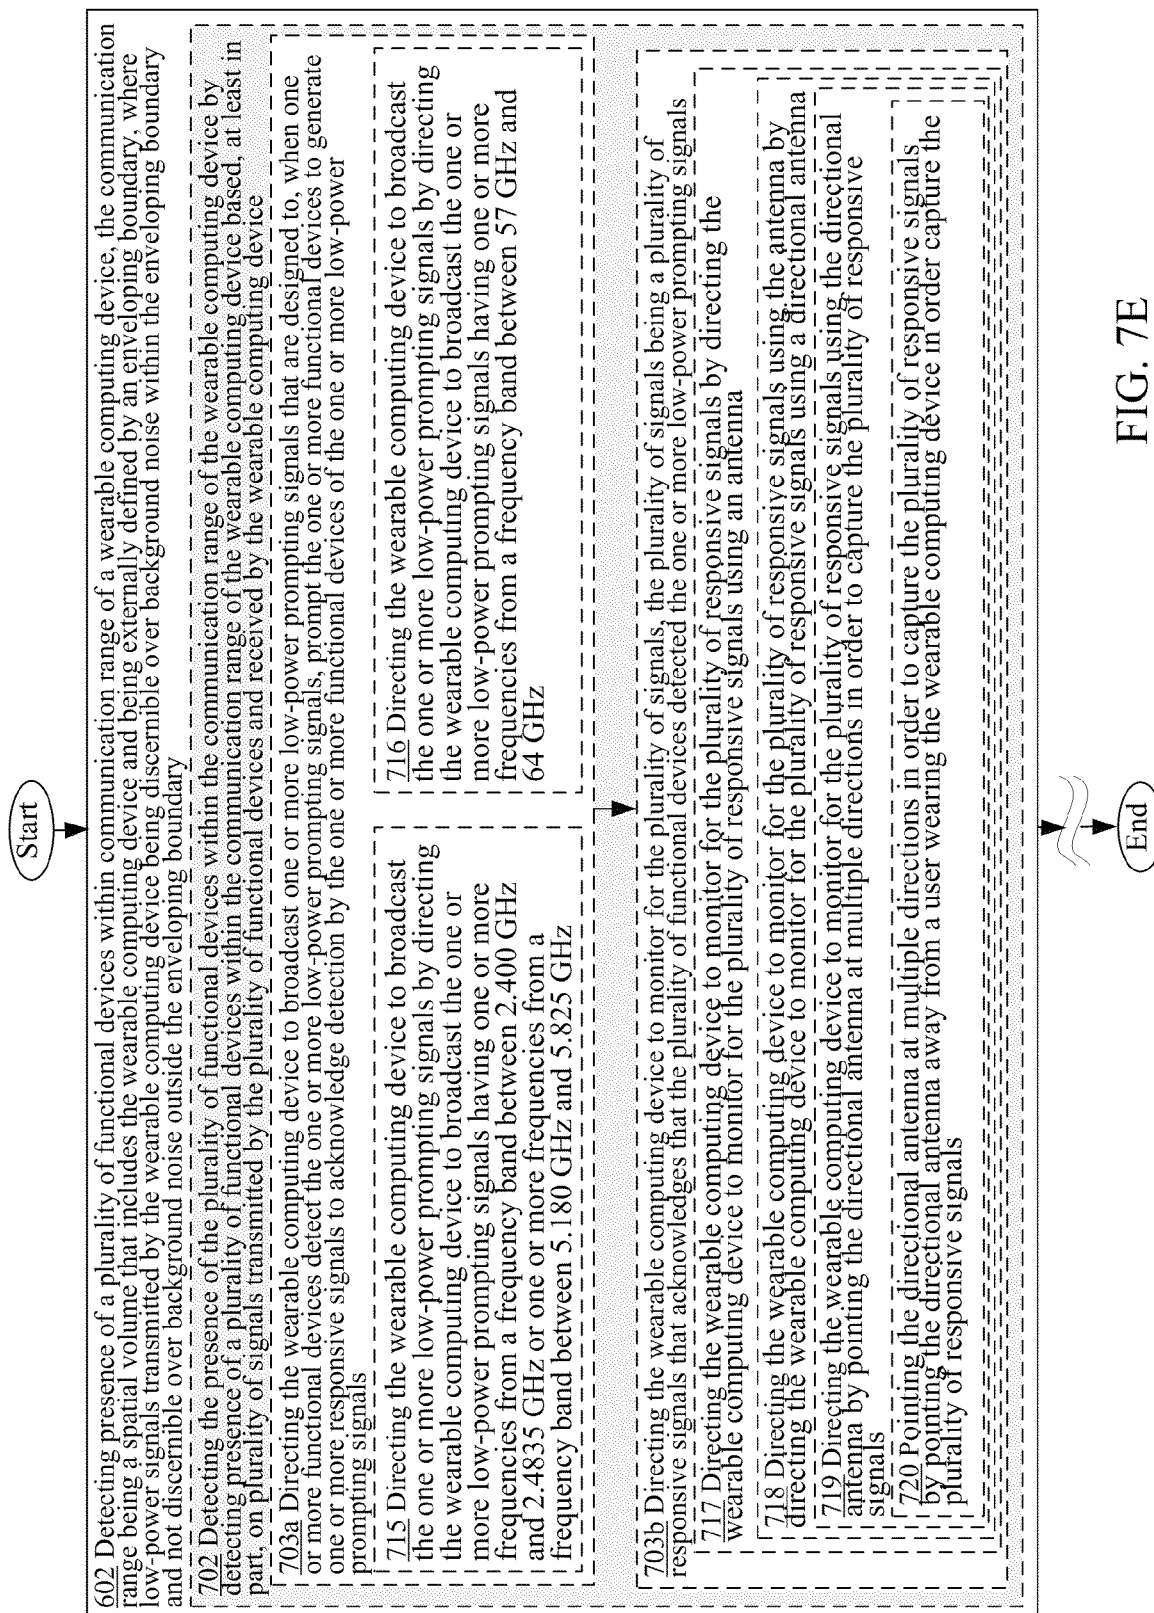 Start
602 Detecting presence of a plurality of functional devices within communication range of a wearable computing device, the communication
range being a spatial volume that includes the wearable computing device and being externally defined by an enveloping boundary, where
low-power signals transmitted by the wearable computing device being discernible over background noise within the enveloping boundary
and not discernible over background noise outside the enveloping boundary
702 Detecting the presence of the plurality of functional devices within the communication range of the wearable computing device by
detecting presence of a plurality of functional devices within the communication range of the wearable computing device based, at least in
part, on plurality of signals transmitted by the plurality of functional devices and received by the wearable computing device
703a Directing the wearable computing device to broadcast one or more low-power prompting signals that are designed to, when one
or more functional devices detect the one or more low-power prompting signals, prompt the one or more functional devices to generate
one or more responsive signals to acknowledge detection by the one or more functional devices of the one or more low-power
prompting signals
715 Directing the wearable computing device to broadcast
the one or more low-power prompting signals by directing
the wearable computing device to broadcast the one or
more low-power prompting signals having one or more
frequencies from a frequency band between 2.400 GHz
and 2.4835 GHz or one or more frequencies from a
frequency band between 5.180 GHz and 5.825 GHz
716 Directing the wearable computing device to broadcast
the one or more low-power prompting signals by directing
the wearable computing device to broadcast the one or
more low-power prompting signals having one or more
frequencies from a frequency band between 57 GHz and
64 GHz
703b Directing the wearable computing device to monitor for the plurality of signals, the plurality of signals being a plurality of
responsive signals that acknowledges that the plurality of functional devices detected the one or more low-power prompting signals
717 Directing the wearable computing device to monitor for the plurality of responsive signals by directing the
wearable computing device to monitor for the plurality of responsive signals using an antenna
718 Directing the wearable computing device to monitor for the plurality of responsive signals using the antenna by
directing the wearable computing device to monitor for the plurality of responsive signals using a directional antenna
719 Directing the wearable computing device to monitor for the plurality of responsive signals using the directional
antenna by pointing the directional antenna at multiple directions in order to capture the plurality of responsive
signals
720 Pointing the directional antenna at multiple directions in order to capture the plurality of responsive signals
by pointing the directional antenna away from a user wearing the wearable computing device in order capture the
plurality of responsive signals
End
FIG. 7E